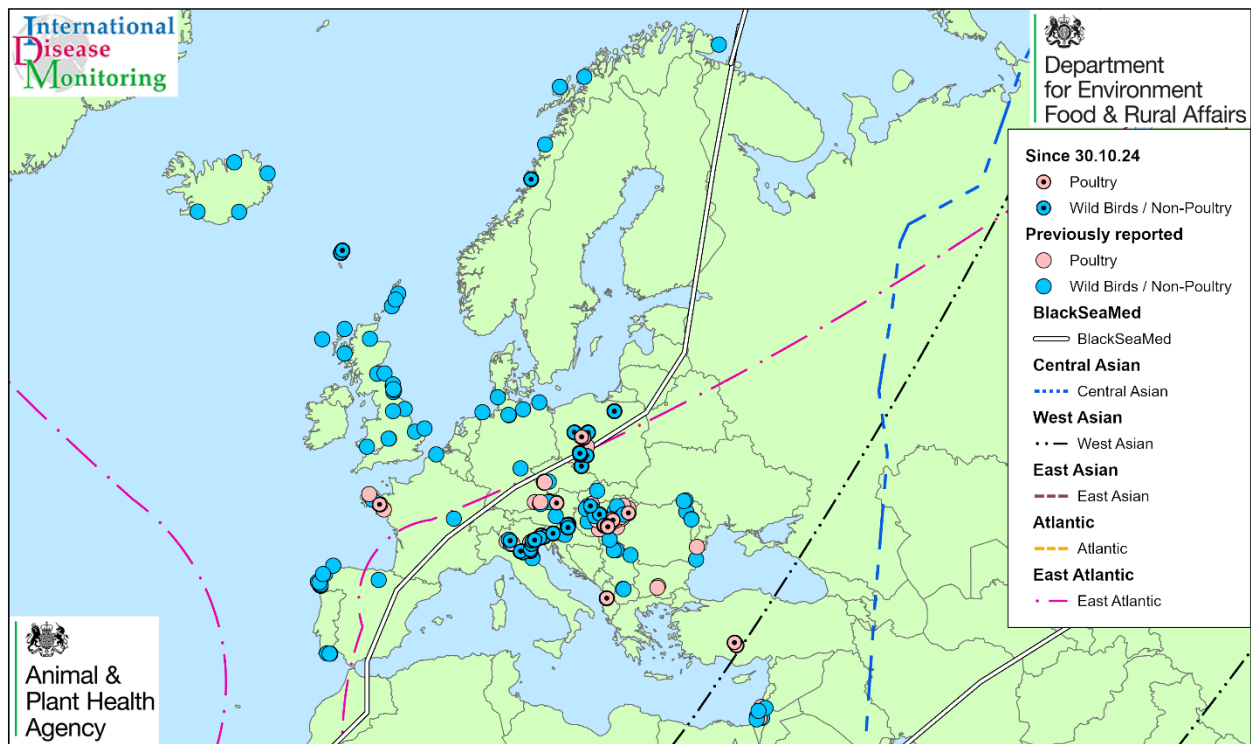 International
Disease
Monitoring
Department
for Environment
Food & Rural Affairs
Since 30.10.24
Poultry
Wild Birds / Non-Poultry
Previously reported
Poultry
Wild Birds / Non-Poultry
BlackSeaMed
BlackSeaMed
Central Asian
Central Asian
West Asian
West Asian
East Asian
East Asian
Atlantic
Atlantic
East Atlantic
East Atlantic
Animal &
Plant Health
Agency